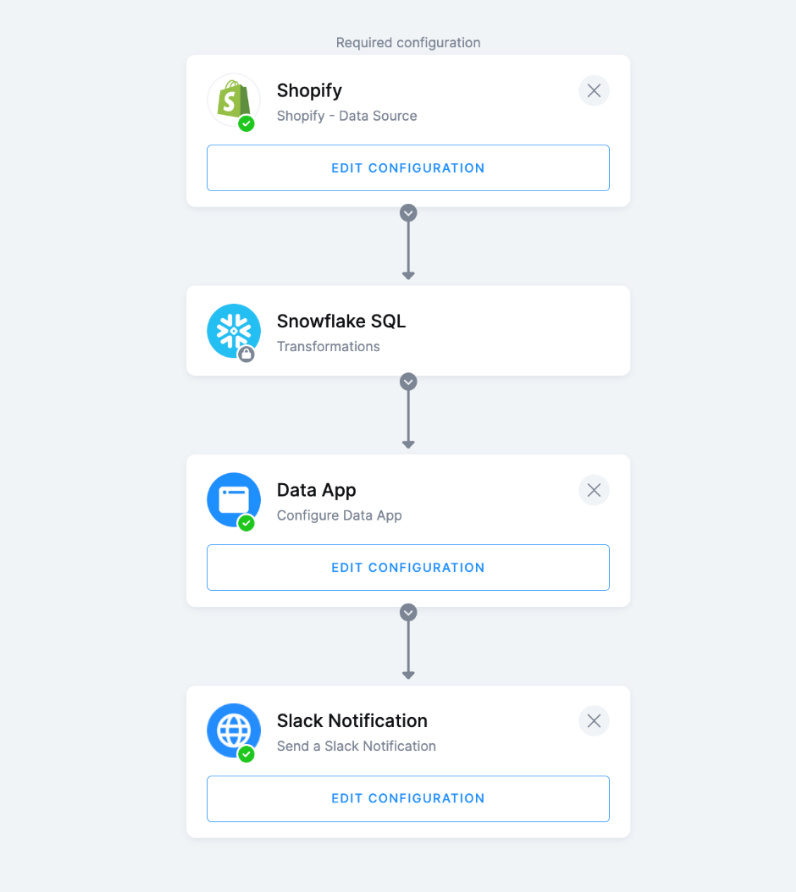 Required configuration
Shopify
Shopify - Data Source
EDIT CONFIGURATION
Snowflake SQL
Transformations
Data App
Configure Data App
EDIT CONFIGURATION
Slack Notification
Send a Slack Notification
EDIT CONFIGURATION